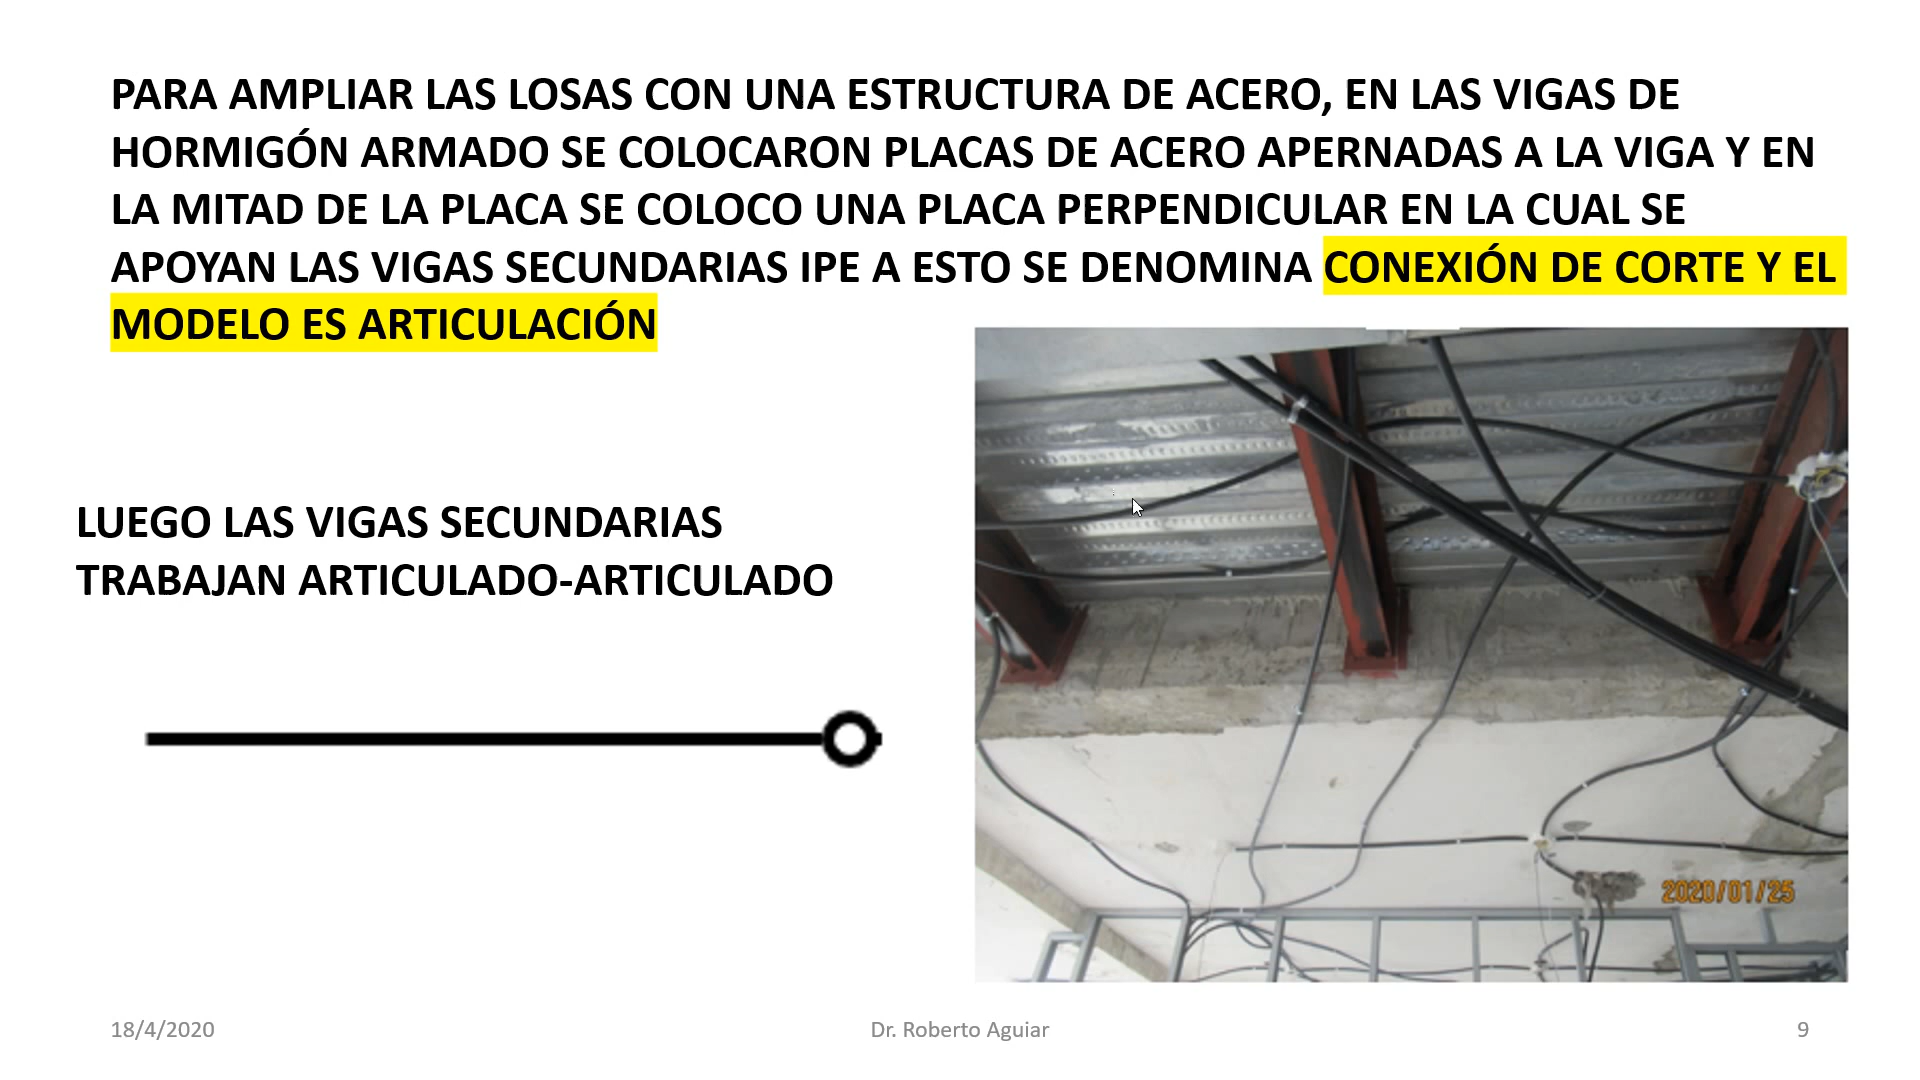 PARA AMPLIAR LAS LOSAS CON UNA ESTRUCTURA DE ACERO, EN LAS VIGAS DE
HORMIGÓN ARMADO SE COLOCARON PLACAS DE ACERO APERNADAS A LA VIGA Y EN
LA MITAD DE LA PLACA SE COLOCO UNA PLACA PERPENDICULAR EN LA CUAL SE
APOYAN LAS VIGAS SECUNDARIAS IPE A ESTO SE DENOMINA CONEXIÓN DE CORTE Y EL
MODELO ES ARTICULACIÓN
LUEGO LAS VIGAS SECUNDARIAS
TRABAJAN ARTICULADO-ARTICULADO
2020/01/25
18/4/2020
Dr. Roberto Aguiar
9